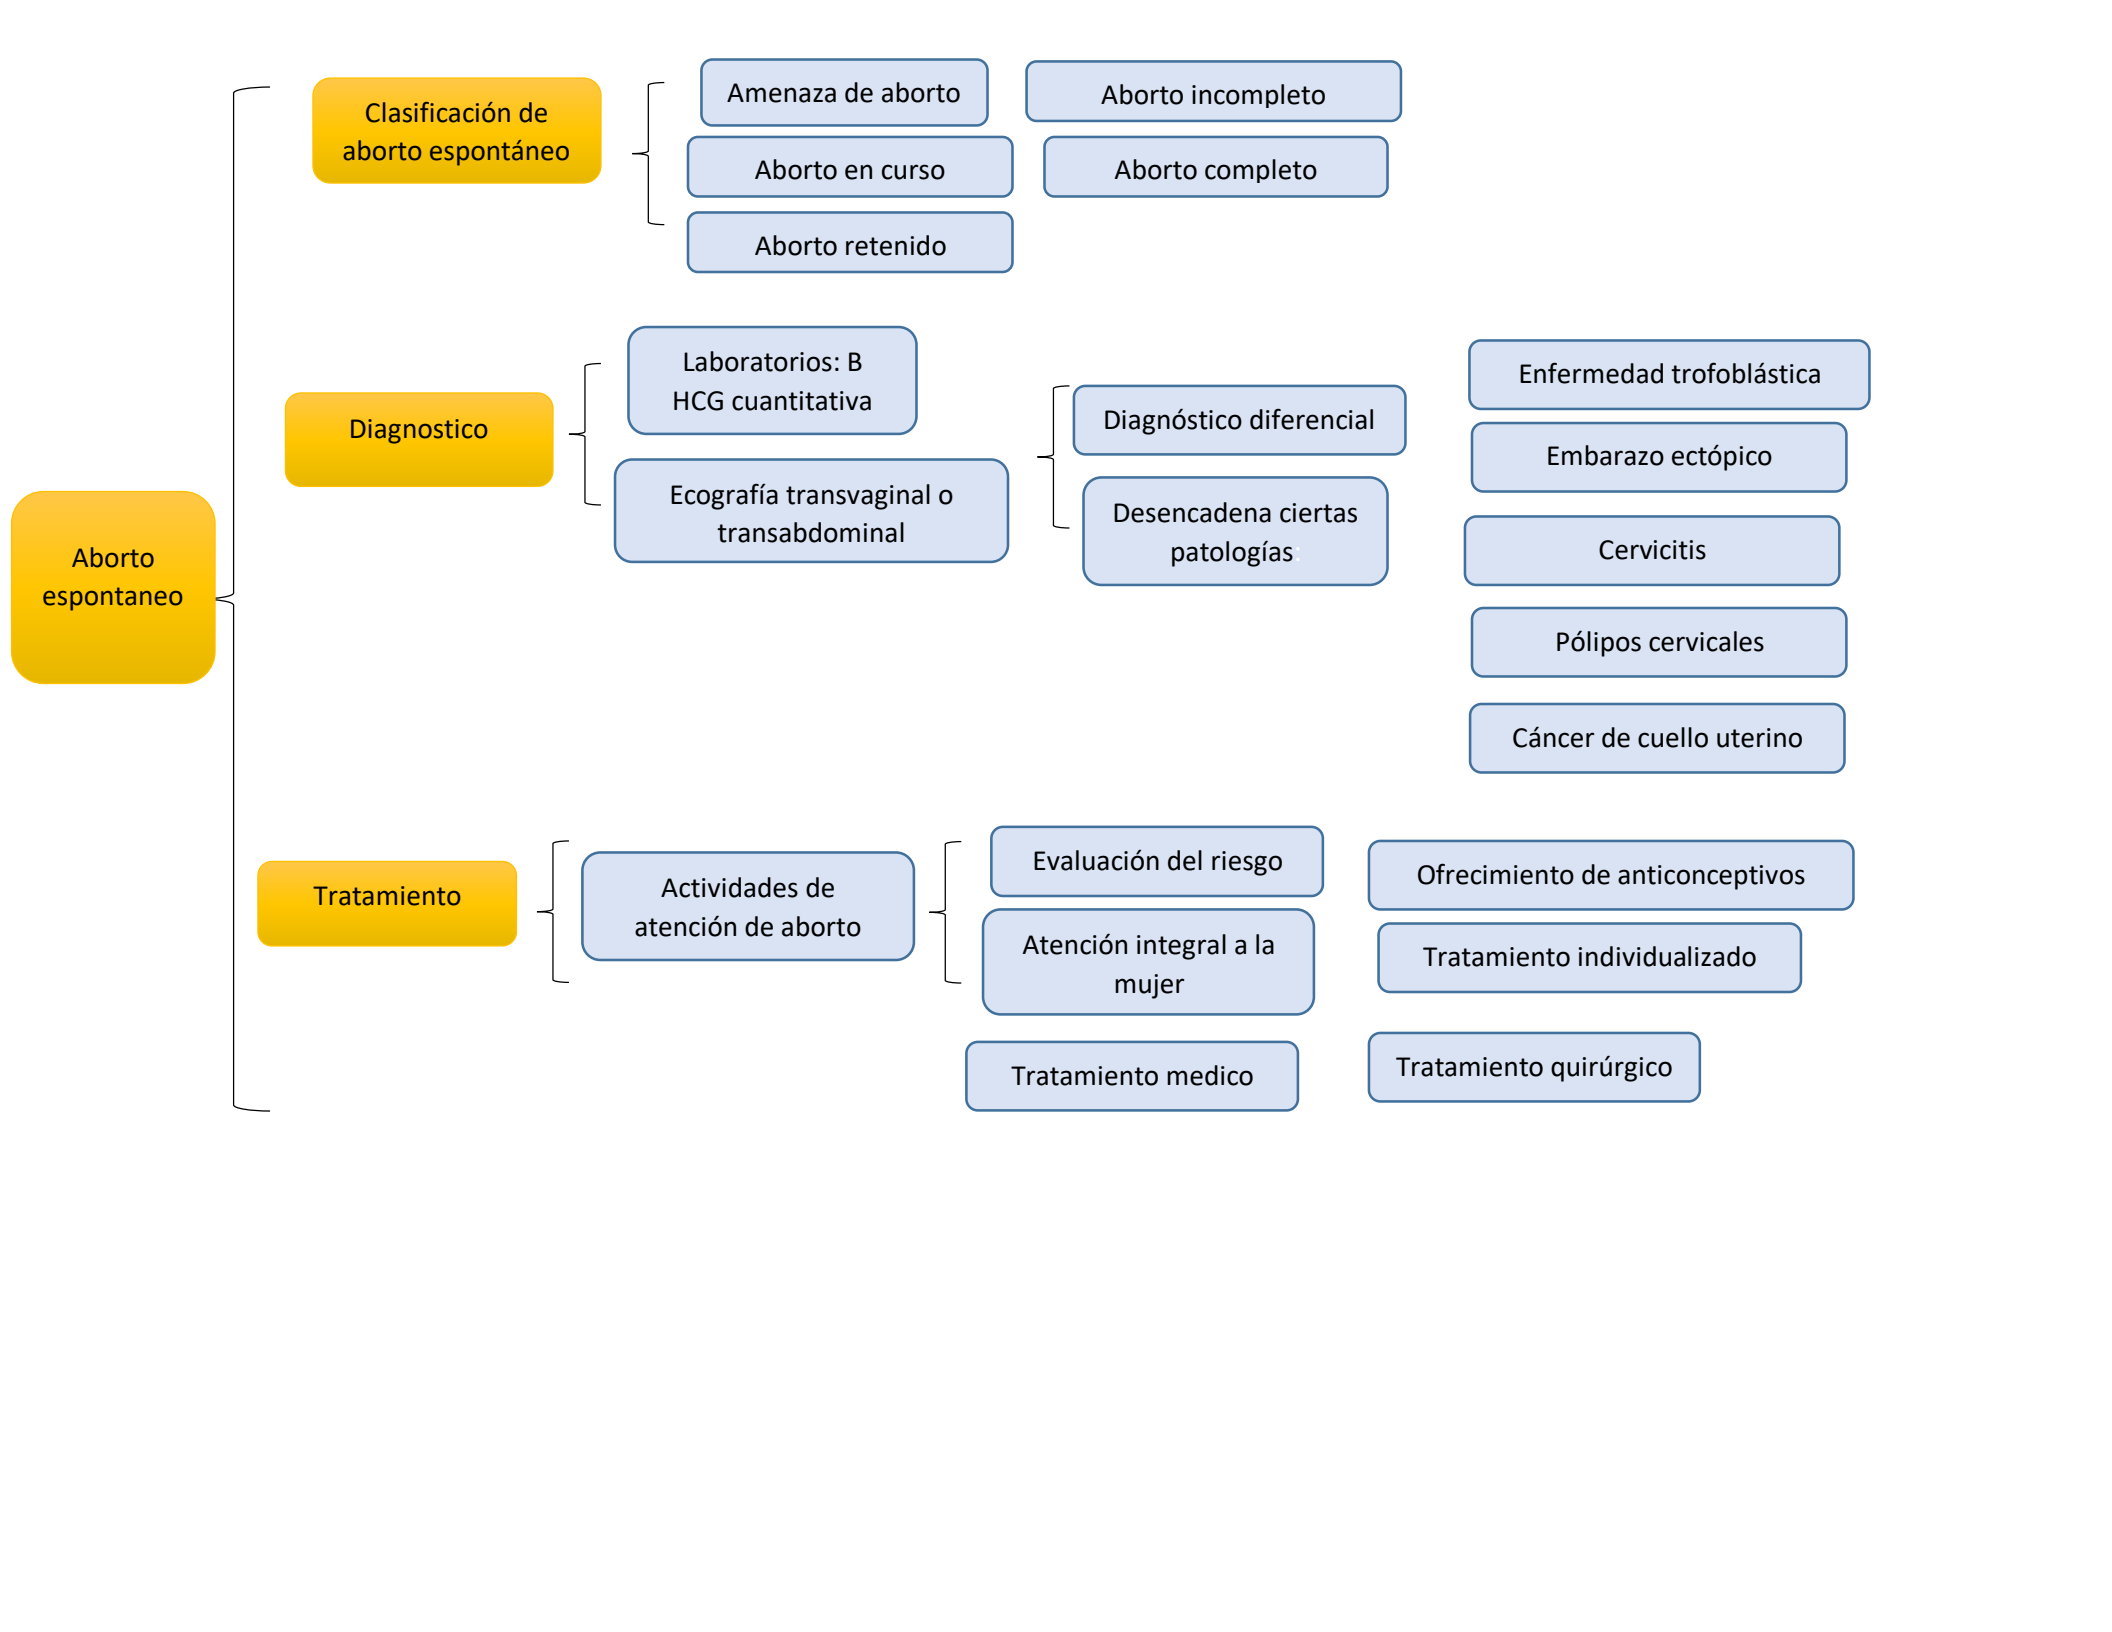 Aborto
espontaneo
Clasificación de
aborto espontáneo
Amenaza de aborto
Aborto incompleto
Aborto en curso
Aborto completo
Aborto retenido
Diagnostico
Laboratorios: B
HCG cuantitativa
Ecografía transvaginal o
transabdominal
Diagnóstico diferencial
Desencadena ciertas
patologías:
Enfermedad trofoblástica
Embarazo ectópico
Cervicitis
Pólipos cervicales
Cáncer de cuello uterino
Tratamiento
Actividades de
atención de aborto
Evaluación del riesgo
Ofrecimiento de anticonceptivos
Atención integral a la
mujer
Tratamiento individualizado
Tratamiento medico
Tratamiento quirúrgico